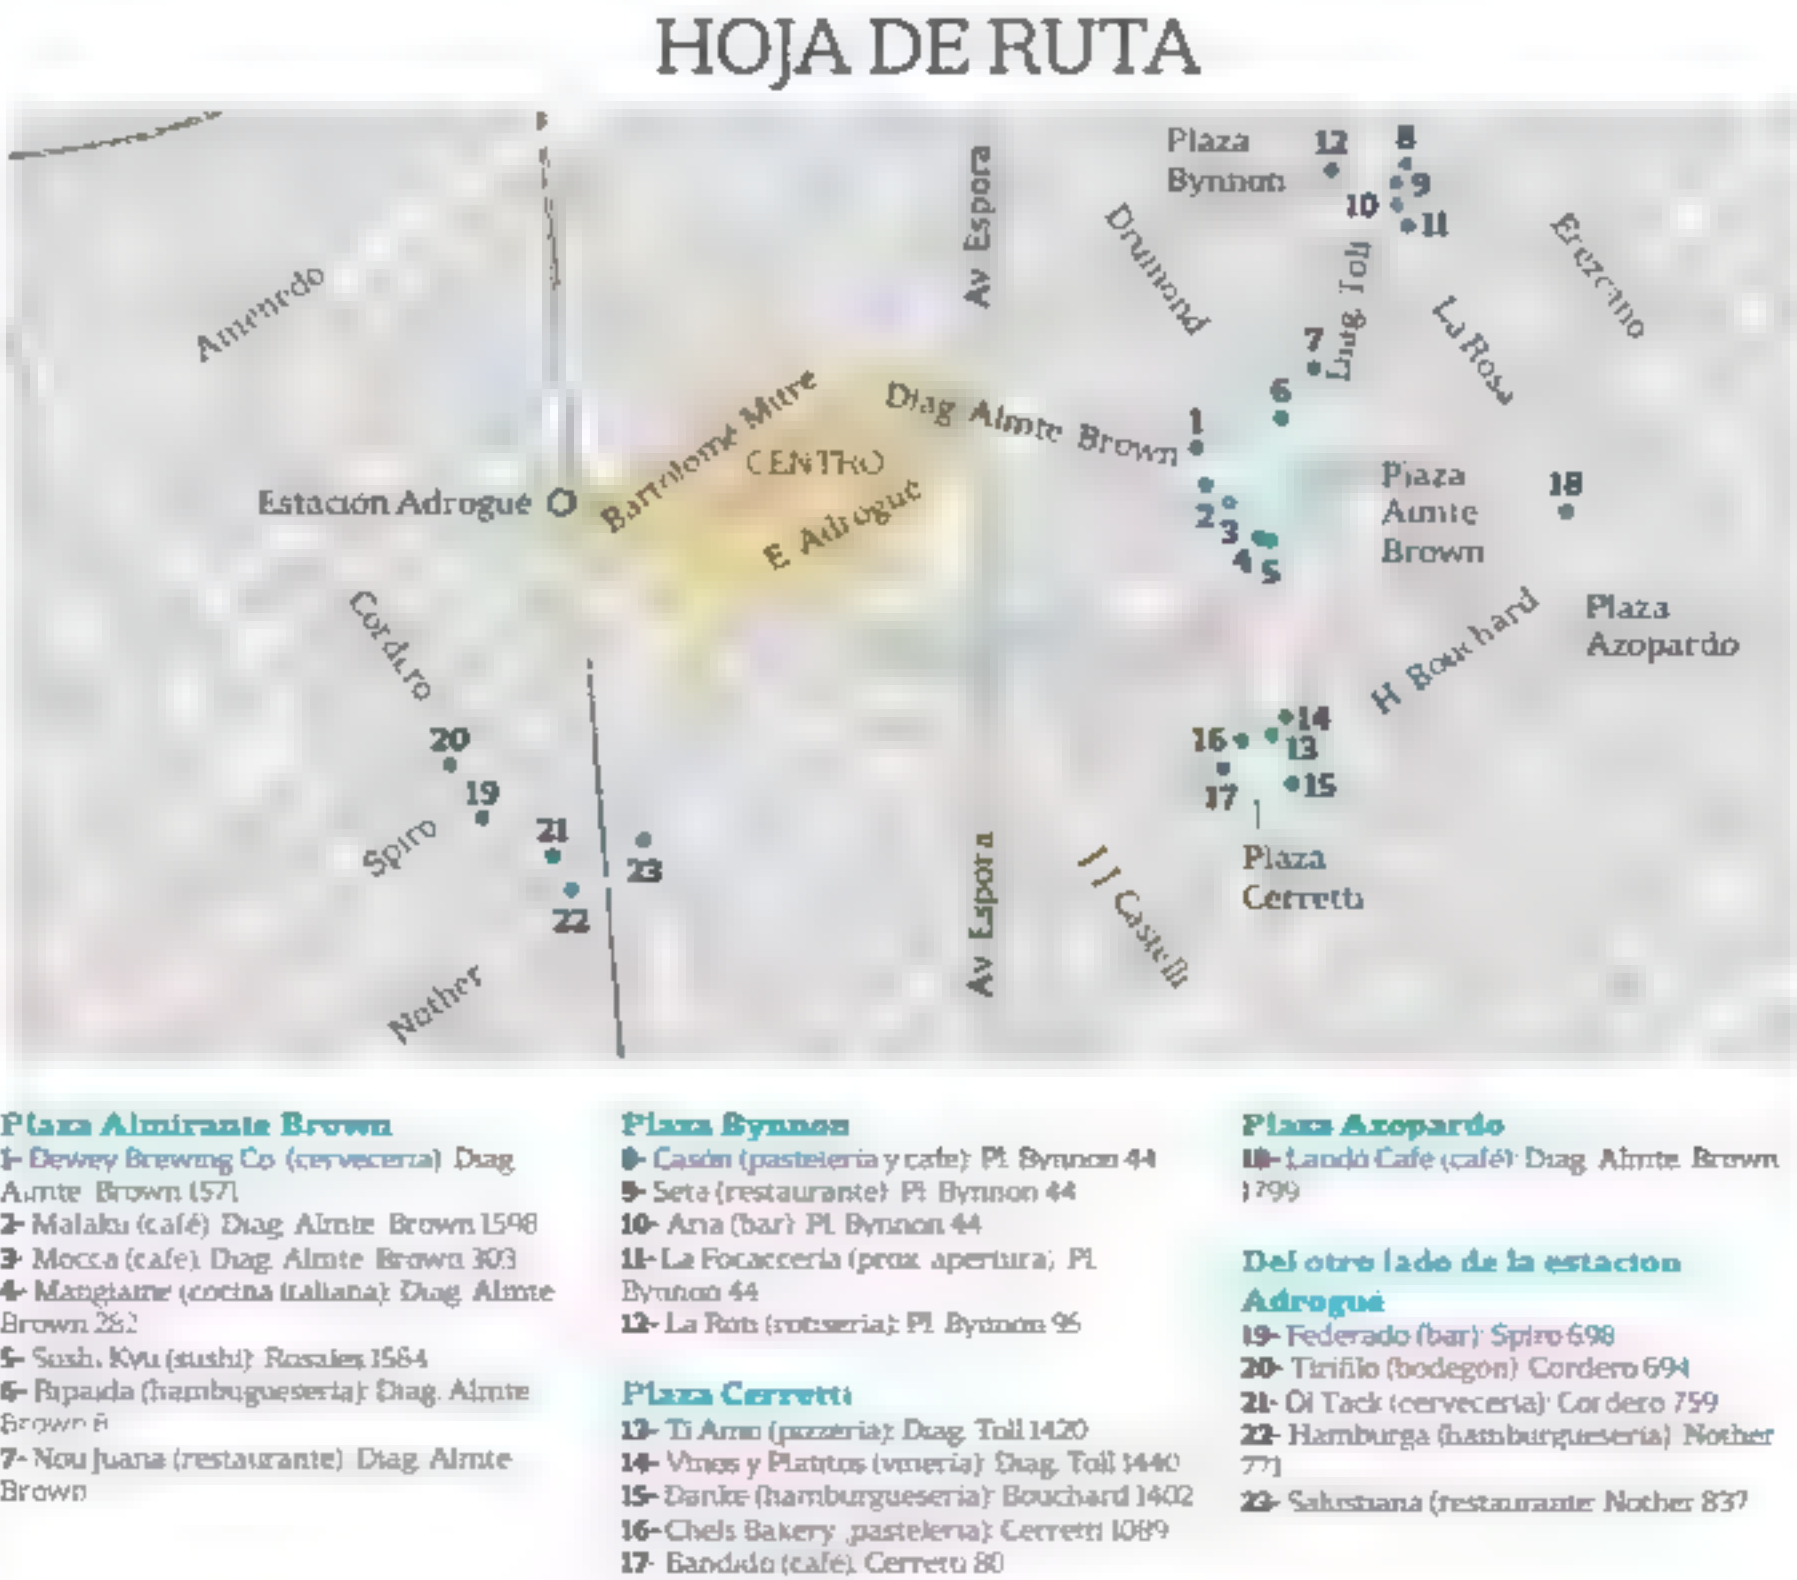 HOJA DE RUTA
Plaza
Bynnon
12
8
9
10
11
Av Espora
Drumond
Erezcano
Amenedo
Diag. Toll
La Rosa
7
6
Bartolomé Mitre
Diag Almte Brown
1
CENTRO
Estación Adrogué
E Adrogué
2
3
4
5
Plaza
Almte
Brown
18
Plaza
Azopardo
H Bouchard
Cordero
20
19
Spiro
21
22
23
Nother
16
14
13
17
15
Plaza
Cerretti
Av Espora
J J Castelli
Plaza Almirante Brown
1- Dewey Brewing Co (cervecería) Diag
Almte Brown 1571
2- Malaku (café) Diag Almte Brown 1598
3- Mocca (café) Diag Almte Brown 303
4- Mangiame (cocina italiana): Diag Almte
Brown 282
5- Sushi Kyu (sushi): Rosales 1564
6- (hambuguesería): Diag. Almte
Brown
7- Nou Juana (restaurante) Diag Almte
Brown
Plaza Bynnon
8- Casón (pastelería y café): Pl Bynnon 44
9- Seta (restaurante): Pl Bynnon 44
10- Ana (bar): Pl Bynnon 44
11- La Focaccería (prox apertura) Pl
Bynnon 44
12- La Roti (rotisería): Pl Bynnon 95
Plaza Cerretti
13- Ti Amo (pizzería): Diag. Toll 1420
14- Vinos y Platitos (vinería): Diag. Toll 1440
15- Danke (hamburguesería): Bouchard 1402
16- Chels Bakery (pastelería): Cerretti 1089
17- Bandido (café) Cerretti 80
Plaza Azopardo
18- Landó Café (café): Diag Almte Brown
1799
Del otro lado de la estación
Adrogué
19- Federado (bar): Spiro 698
20- Tirifilo (bodegón) Cordero 694
21- Ol Tack (cervecería): Cordero 759
22- Hamburga (hamburguesería) Nother
771
23- Salustiana (restaurante Nother 837